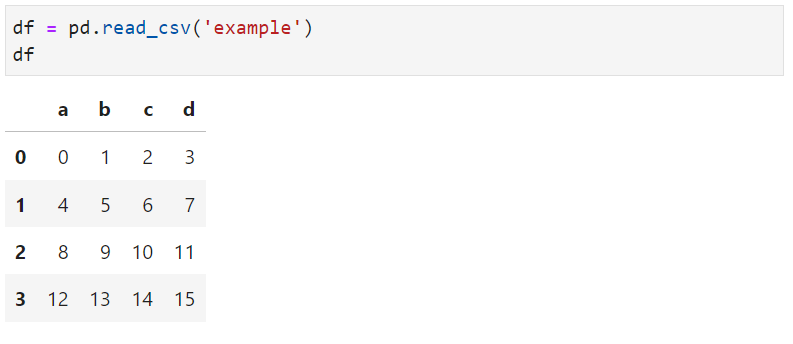 df = pd.read_csv('example')
df
a b c d
0 0 1 2 3
1 4 5 6 7
2 8 9 10 11
3 12 13 14 15